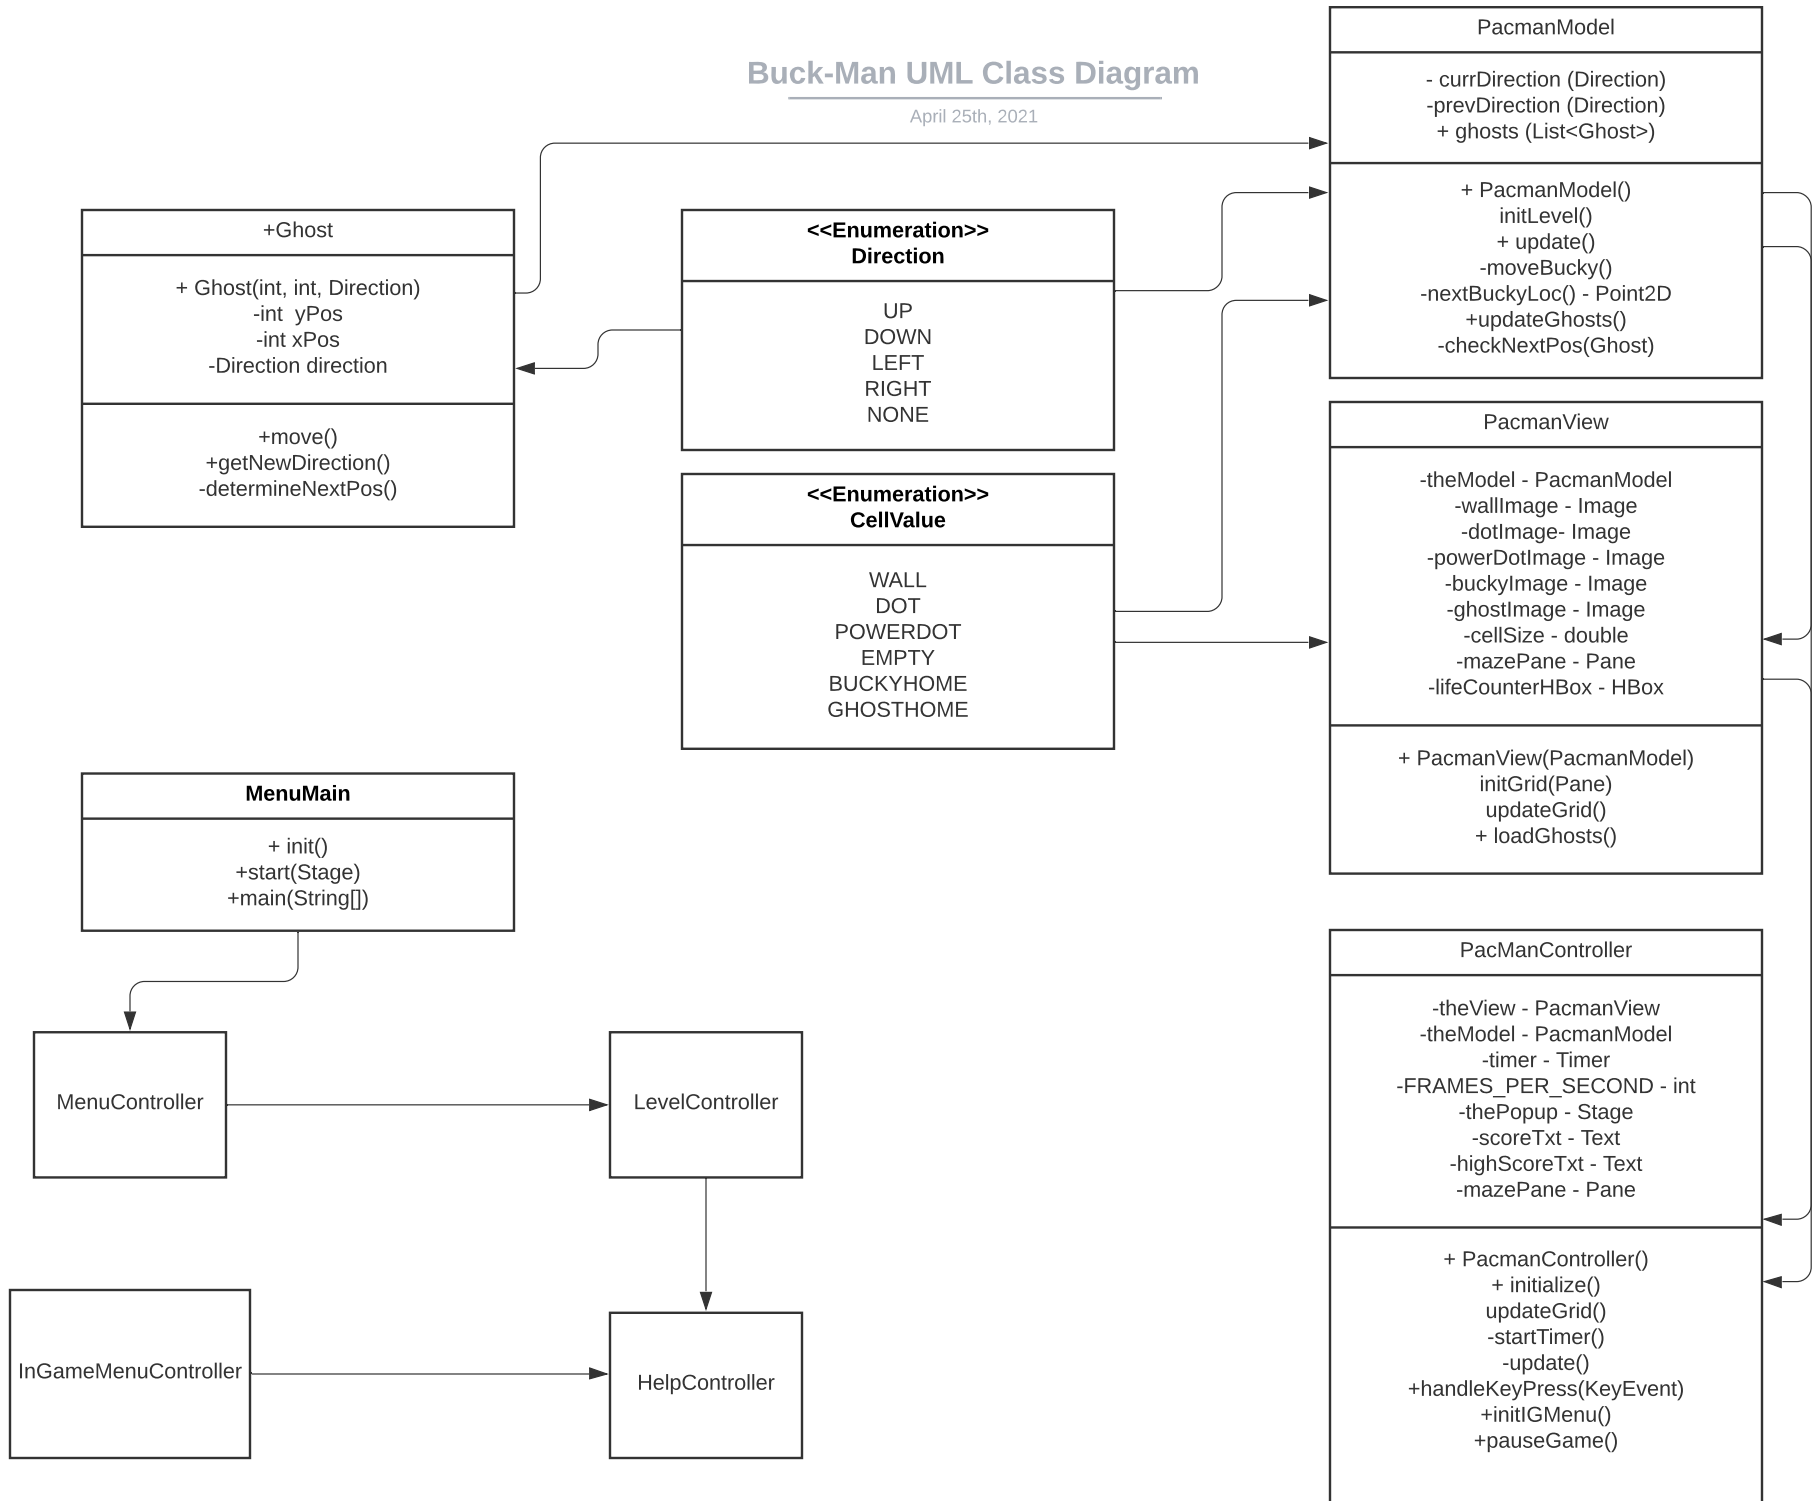 Buck-Man UML Class Diagram
April 25th, 2021
+Ghost
+ Ghost(int, int, Direction)
-int  yPos
-int xPos
-Direction direction
+move()
+getNewDirection()
-determineNextPos()
<<Enumeration>>
Direction
UP
DOWN
LEFT
RIGHT
NONE
<<Enumeration>>
CellValue
WALL
DOT
POWERDOT
EMPTY
BUCKYHOME
GHOSTHOME
PacmanModel
- currDirection (Direction)
-prevDirection (Direction)
+ ghosts (List<Ghost>)
+ PacmanModel()
initLevel()
+ update()
-moveBucky()
-nextBuckyLoc() - Point2D
+updateGhosts()
-checkNextPos(Ghost)
PacmanView
-theModel - PacmanModel
-wallImage - Image
-dotImage- Image
-powerDotImage - Image
-buckyImage - Image
-ghostImage - Image
-cellSize - double
-mazePane - Pane
-lifeCounterHBox - HBox
+ PacmanView(PacmanModel)
initGrid(Pane)
updateGrid()
+ loadGhosts()
MenuMain
+ init()
+start(Stage)
+main(String[])
MenuController
LevelController
InGameMenuController
HelpController
PacManController
-theView - PacmanView
-theModel - PacmanModel
-timer - Timer
-FRAMES_PER_SECOND - int
-thePopup - Stage
-scoreTxt - Text
-highScoreTxt - Text
-mazePane - Pane
+ PacmanController()
+ initialize()
updateGrid()
-startTimer()
-update()
+handleKeyPress(KeyEvent)
+initIGMenu()
+pauseGame()